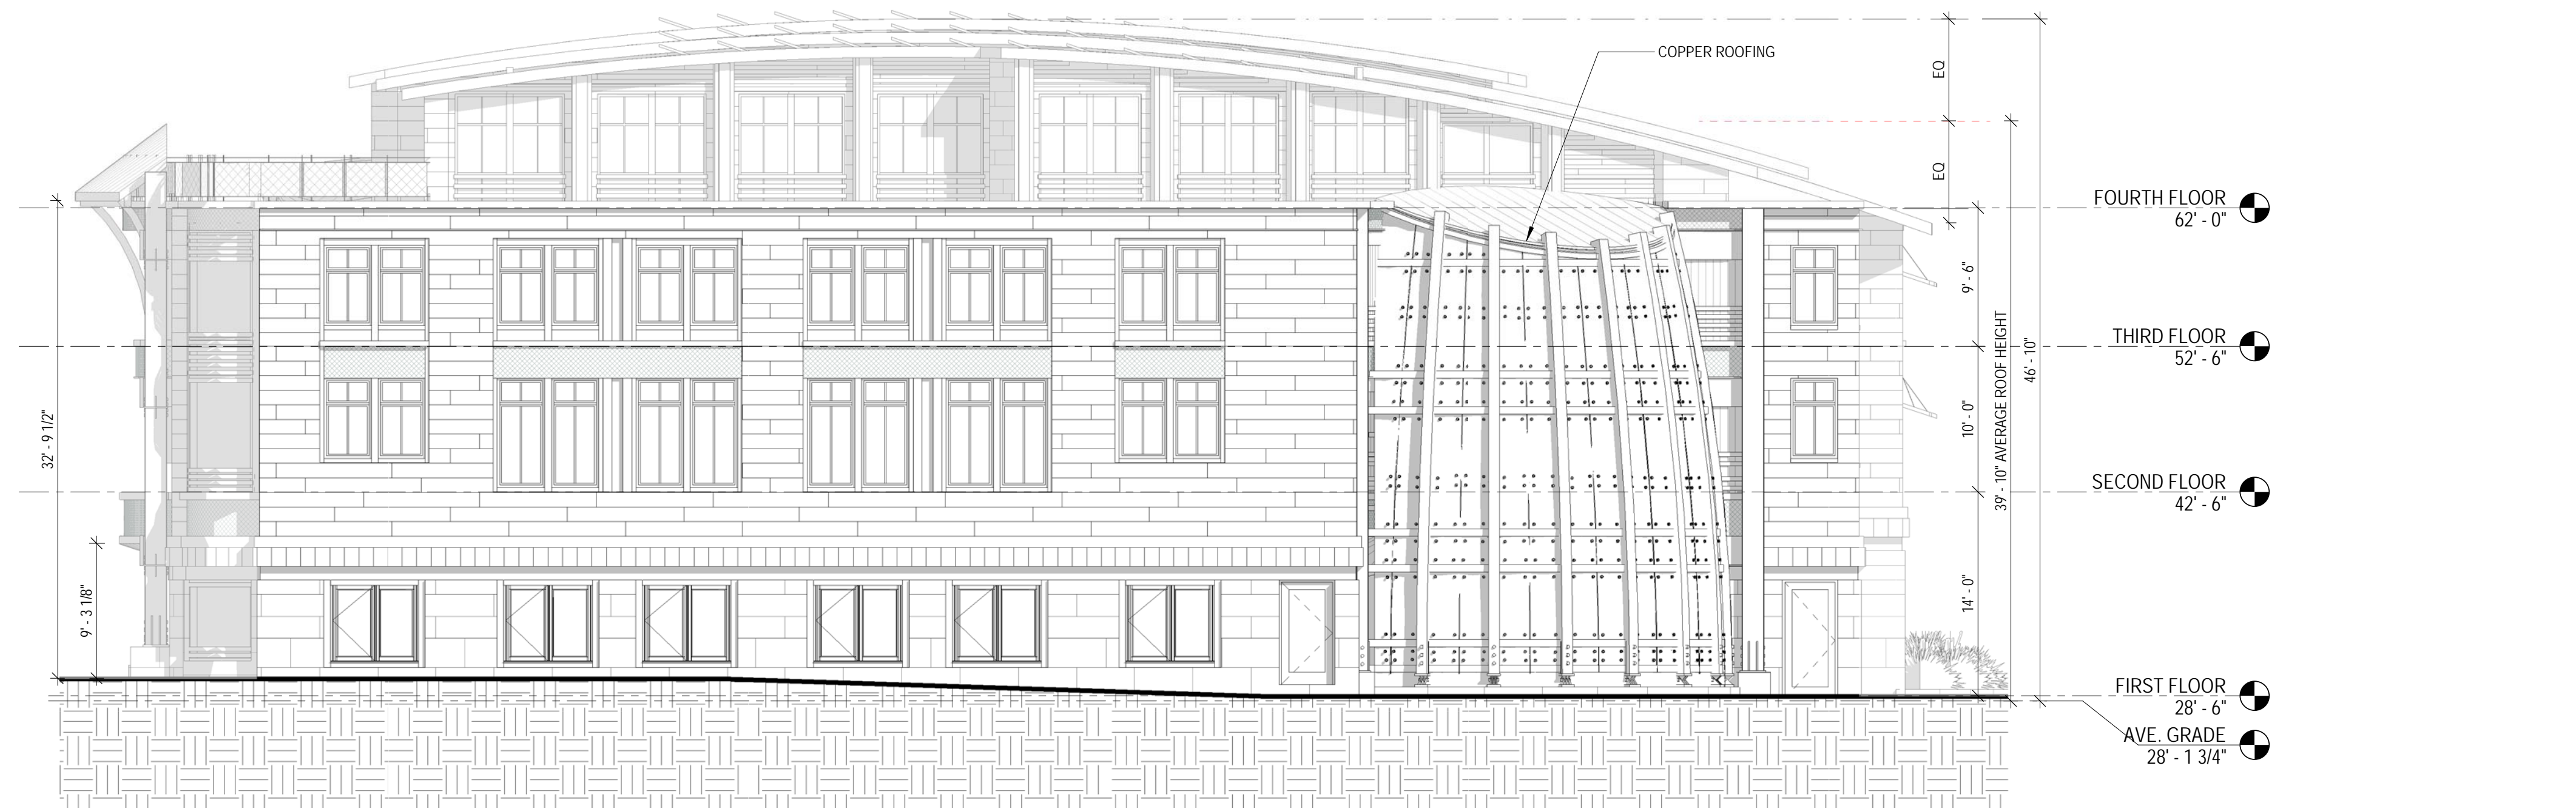 COPPER ROOFING
EQ
EQ
FOURTH FLOOR
62' - 0"
9' - 6"
THIRD FLOOR
52' - 6"
46' - 10"
39' - 10" AVERAGE ROOF HEIGHT
32' - 9 1/2"
10' - 0"
SECOND FLOOR
42' - 6"
9' - 3 1/8"
14' - 0"
FIRST FLOOR
28' - 6"
AVE. GRADE
28' - 1 3/4"